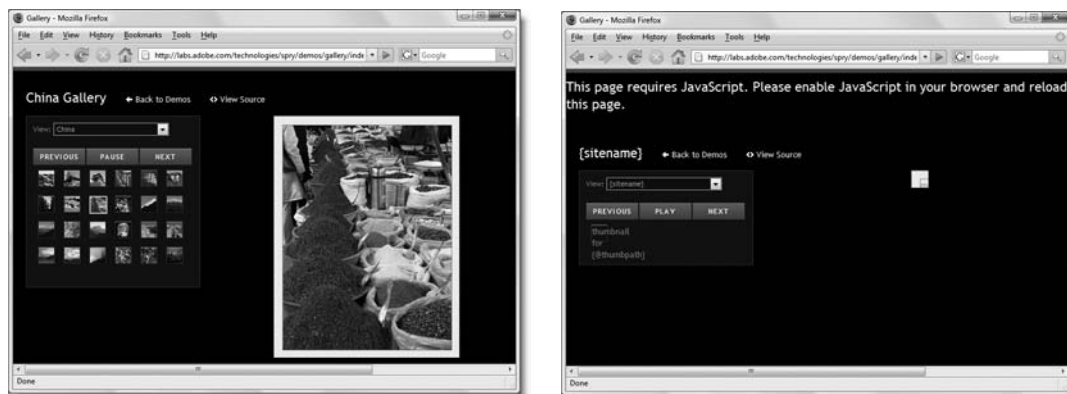 Gallery - Mozilla Firefox
File Edit View History Bookmarks Tools Help
http://labs.adobe.com/technologies/spry/demos/gallery/inde
Google
China Gallery
Back to Demos
View Source
View: China
PREVIOUS PAUSE NEXT
Done
Gallery - Mozilla Firefox
File Edit View History Bookmarks Tools Help
http://labs.adobe.com/technologies/spry/demos/gallery/inde
Google
This page requires JavaScript. Please enable JavaScript in your browser and reload
this page.
{sitename}
Back to Demos
View Source
View: {sitename}
PREVIOUS PLAY NEXT
thumbnail
for
{@thumbpath}
Done